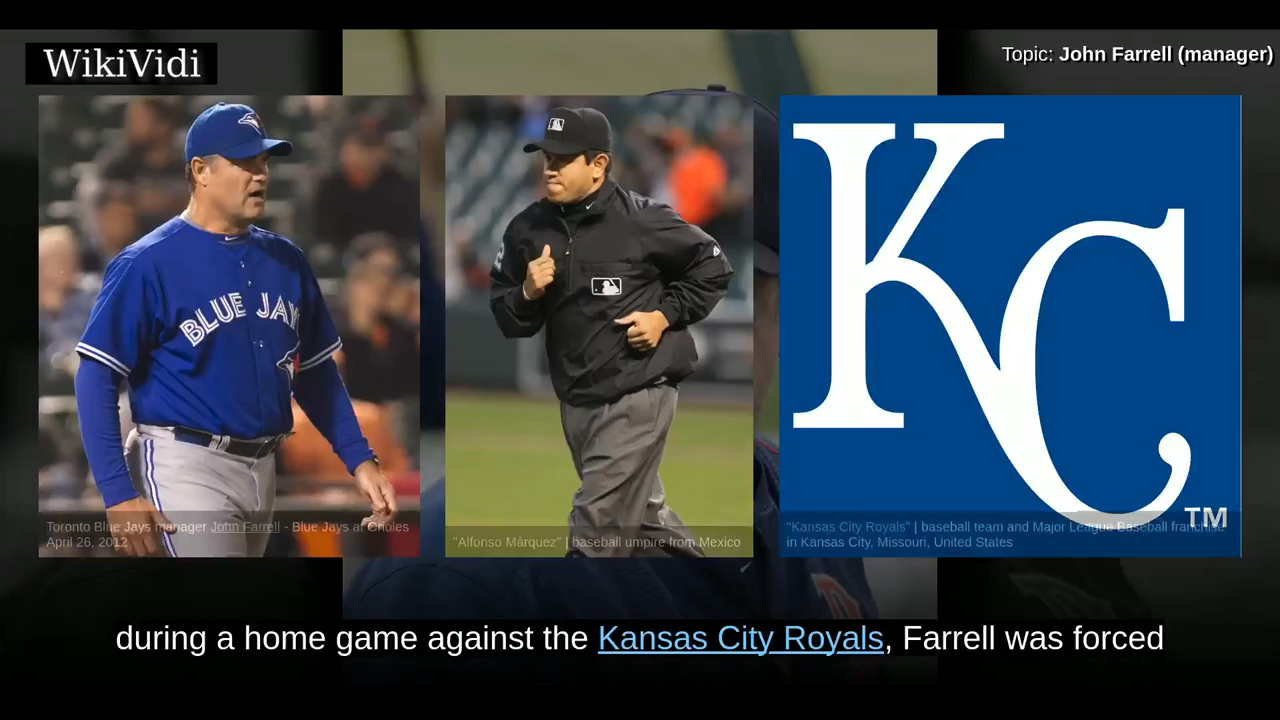 WikiVidi
Topic: John Farrell (manager)
BLUE JAY
KC
TM
Toronto Blue Jays manager John Farrell - Blue Jays at Orioles
April 26, 2012
"Alfonso Márquez" | baseball umpire from Mexico
"Kansas City Royals" | baseball team and Major League Baseball franchise
in Kansas City, Missouri, United States
during a home game against the Kansas City Royals, Farrell was forced